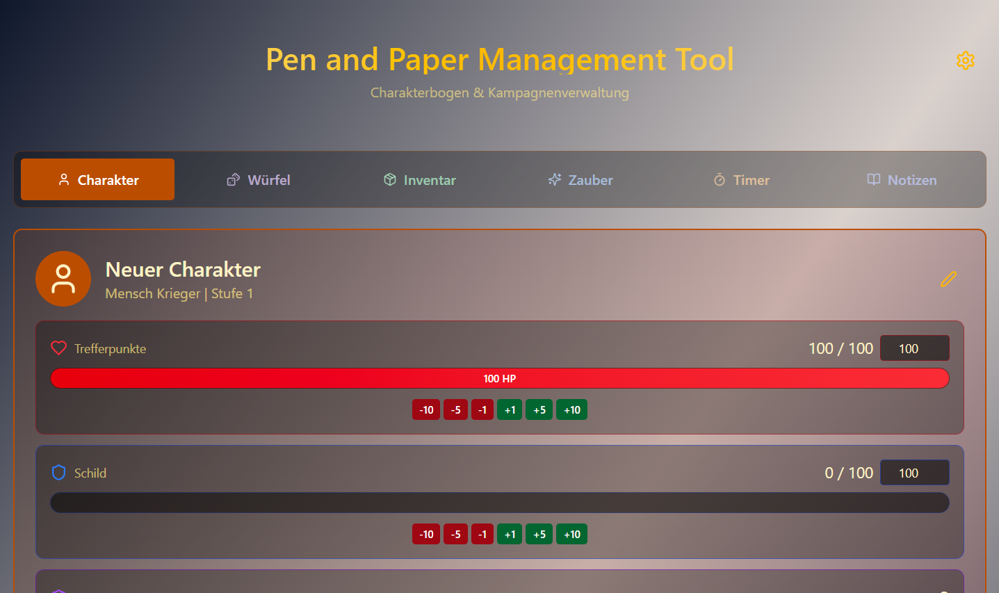 Pen and Paper Management Tool
Charakterbogen & Kampagnenverwaltung
Charakter Würfel Inventar Zauber Timer Notizen
Neuer Charakter
Mensch Krieger | Stufe 1
Trefferpunkte 100 / 100 100
100 HP
-10 -5 -1 +1 +5 +10
Schild 0 / 100 100
-10 -5 -1 +1 +5 +10